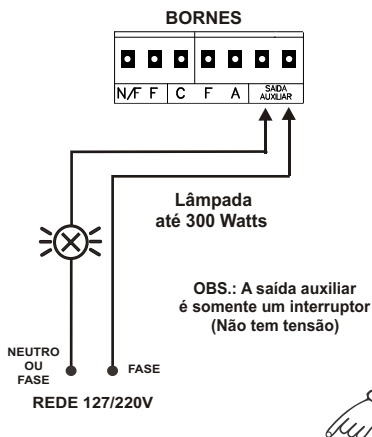 BORNES
N/F F C F A SAÍDA
AUXLIAR
Lâmpada
até 300 Watts
OBS.: A saída auxiliar
é somente um interruptor
(Não tem tensão)
NEUTRO
OU
FASE
FASE
REDE 127/220V